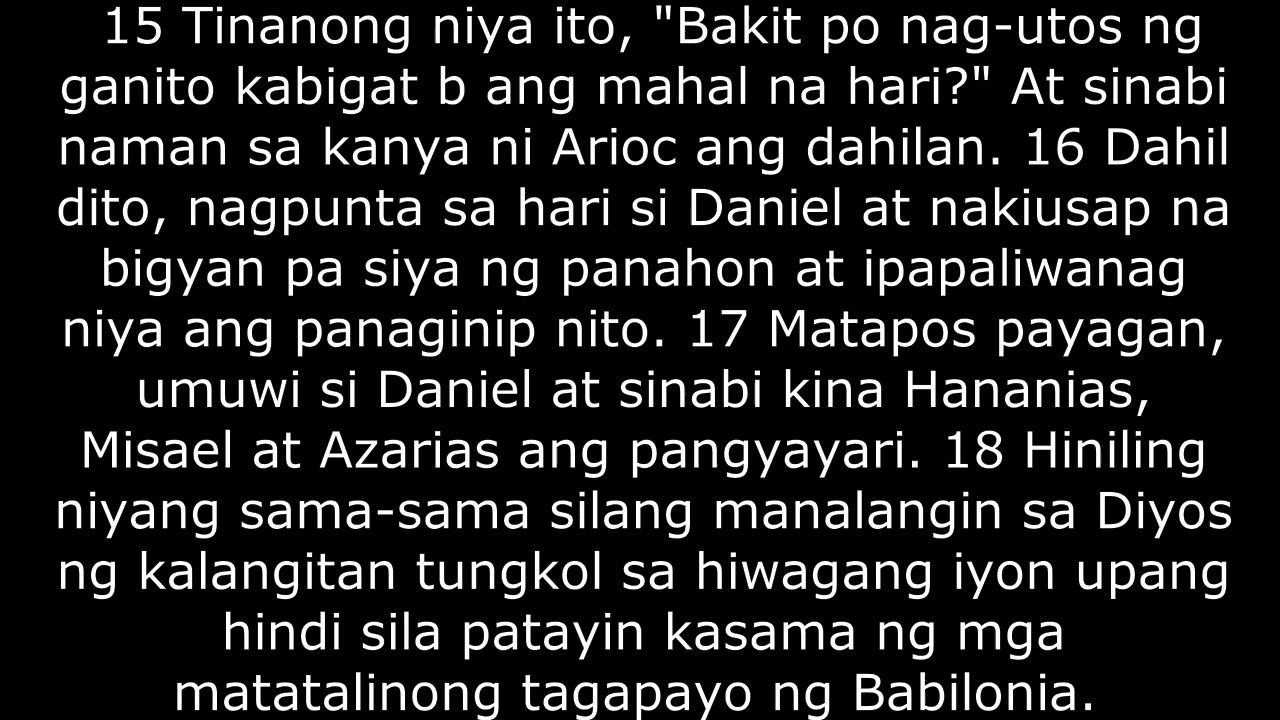 15 Tinanong niya ito, "Bakit po nag-utos ng
ganito kabigat b ang mahal na hari?" At sinabi
naman sa kanya ni Arioc ang dahilan. 16 Dahil
dito, nagpunta sa hari si Daniel at nakiusap na
bigyan pa siya ng panahon at ipapaliwanag
niya ang panaginip nito. 17 Matapos payagan,
umuwi si Daniel at sinabi kina Hananias,
Misael at Azarias ang pangyayari. 18 Hiniling
niyang sama-sama silang manalangin sa Diyos
ng kalangitan tungkol sa hiwagang iyon upang
hindi sila patayin kasama ng mga
matatalinong tagapayo ng Babilonia.